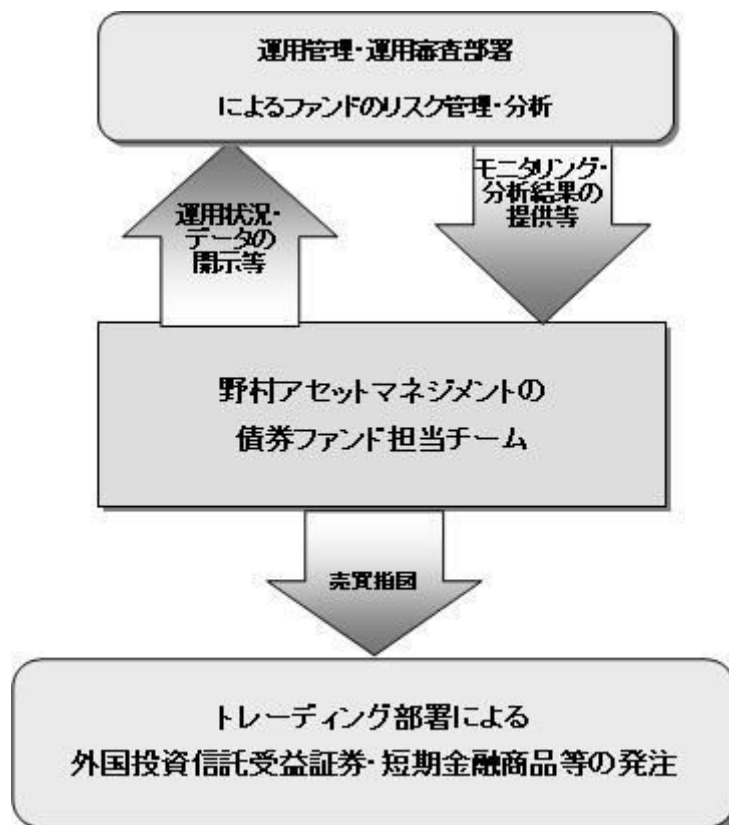 運用管理・運用審査部署
によるファンドのリスク管理・分析
運用状況・
データの
開示等
モニタリング・
分析結果の
提供等
野村アセットマネジメントの
債券ファンド担当チーム
売買指図
トレーディング部署による
外国投資信託受益証券・短期金融商品等の発注